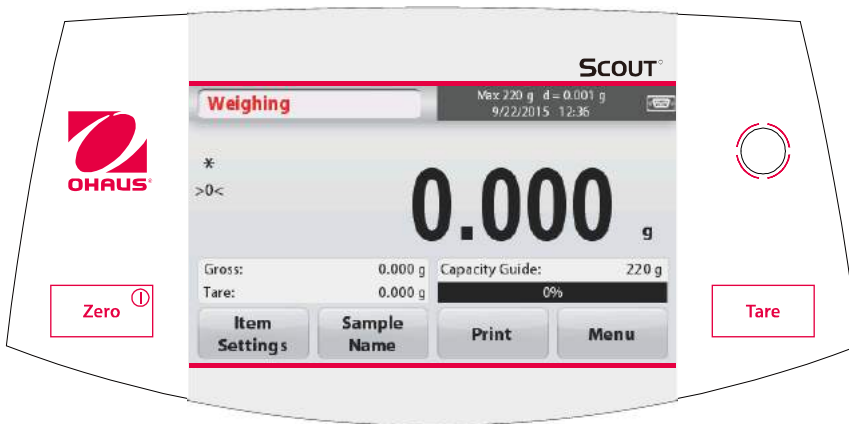 SCOUT
Weighing
Max 220 g d = 0.001 g
9/22/2015 12:36
OHAUS
*
>0<
0.000 g
Gross: 0.000 g
Capacity Guide: 220 g
Tare: 0.000 g
0%
Zero
Tare
Item Settings
Sample Name
Print
Menu